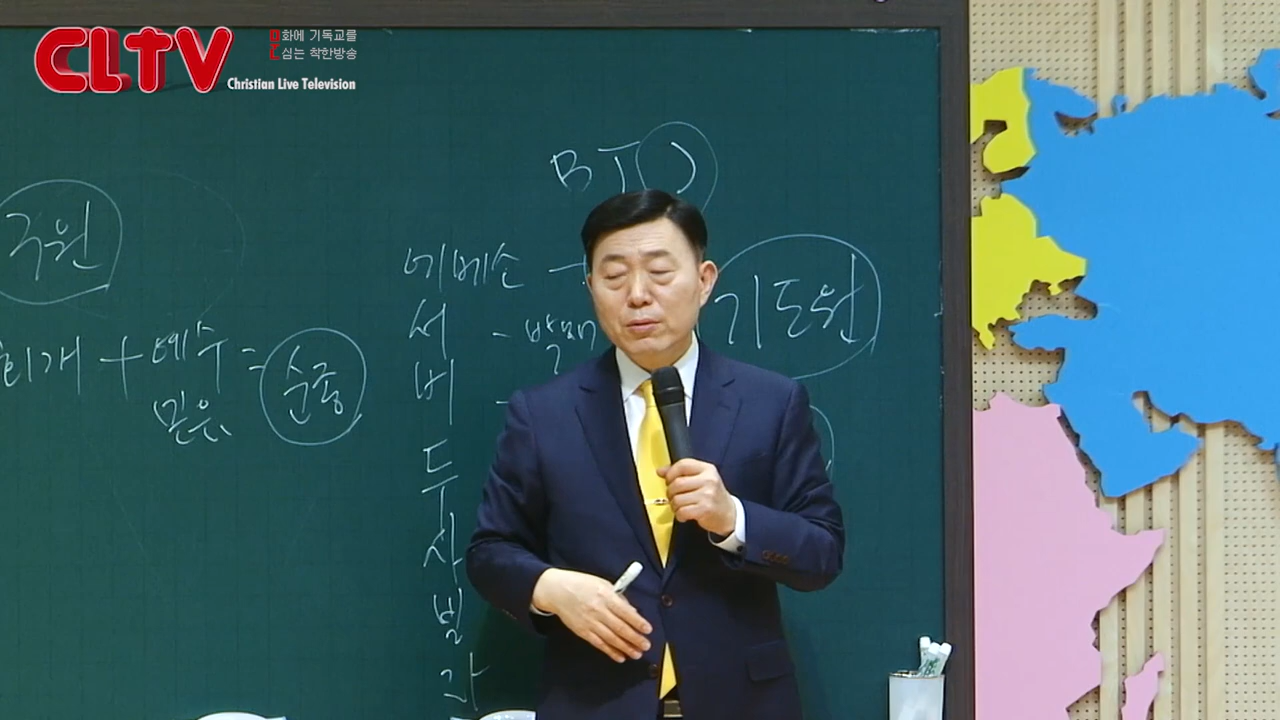 CLTV
문화에 기독교를
심는 착한방송
Christian Live Television
BT
구원
에베소
기도원
서
회개 + 예수 =
믿음
순종
버
두
사
빌
라